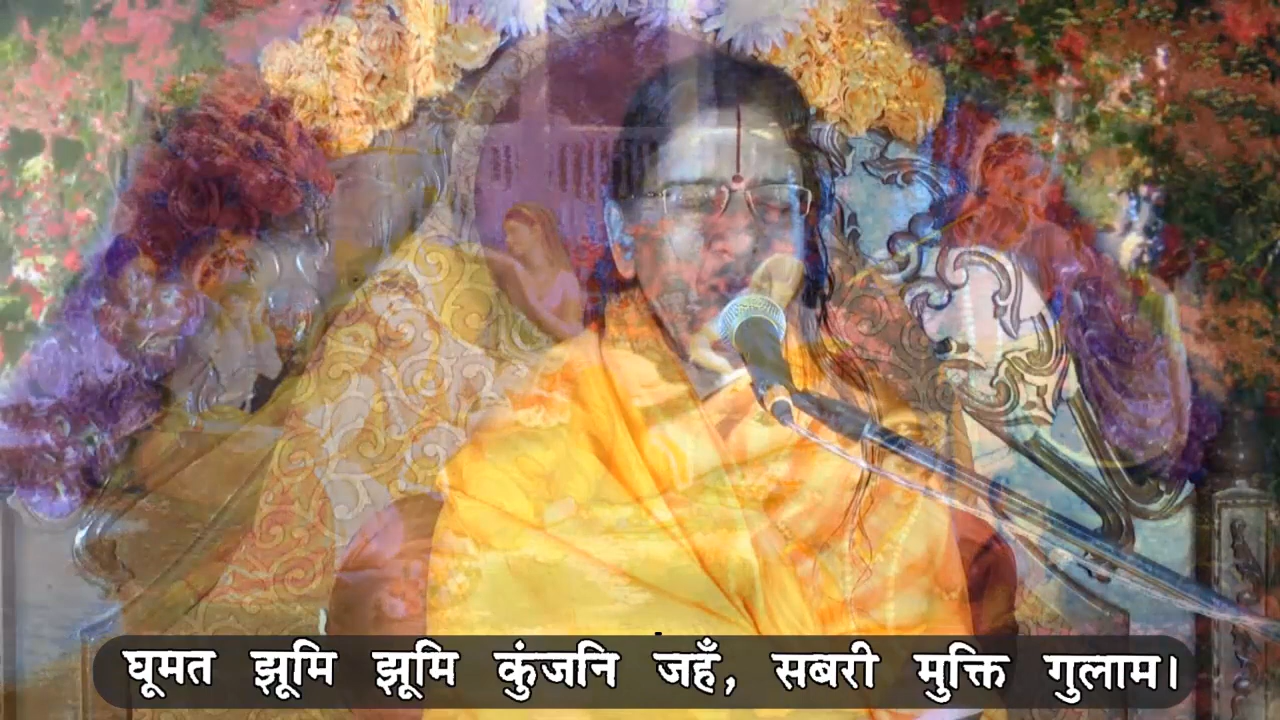 घूमत झूमि झूमि कुंजनि जहँ, सबरी मुक्ति गुलाम।